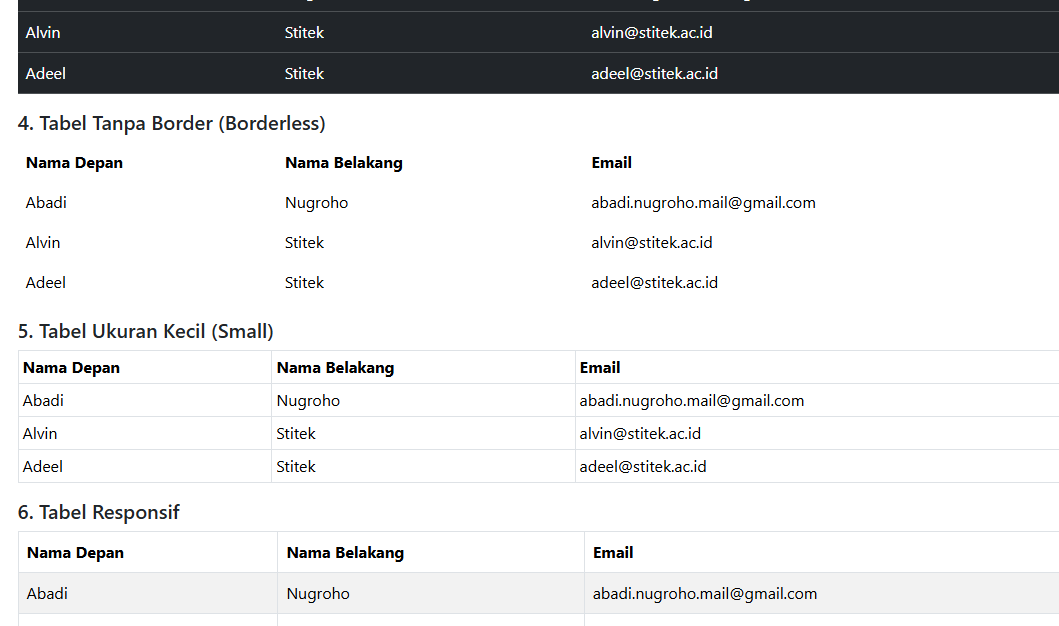 Alvin Stitek alvin@stitek.ac.id
Adeel Stitek adeel@stitek.ac.id
4. Tabel Tanpa Border (Borderless)
Nama Depan Nama Belakang Email
Abadi Nugroho abadi.nugroho.mail@gmail.com
Alvin Stitek alvin@stitek.ac.id
Adeel Stitek adeel@stitek.ac.id
5. Tabel Ukuran Kecil (Small)
Nama Depan Nama Belakang Email
Abadi Nugroho abadi.nugroho.mail@gmail.com
Alvin Stitek alvin@stitek.ac.id
Adeel Stitek adeel@stitek.ac.id
6. Tabel Responsif
Nama Depan Nama Belakang Email
Abadi Nugroho abadi.nugroho.mail@gmail.com